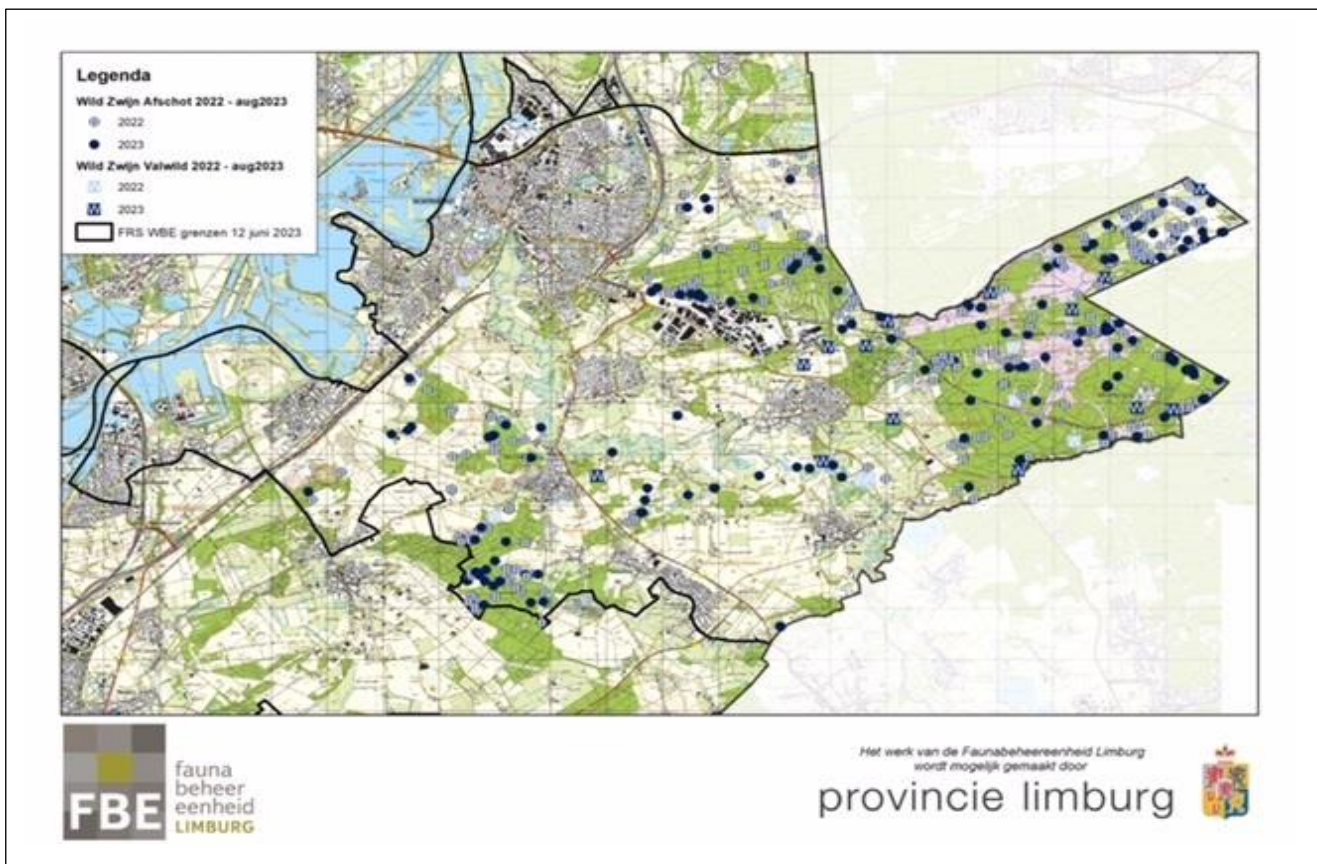 Legenda
Wild Zwijn Afschot 2022 - aug2023
2022
2023
Wild Zwijn Valwild 2022 - aug2023
2022
W 2023
FRS WBE grenzen 12 juni 2023
FBE
fauna
beheer
eenheid
LIMBURG
Het werk van de Faunabeheereenheid Limburg
wordt mogelijk gemaakt door
provincie limburg